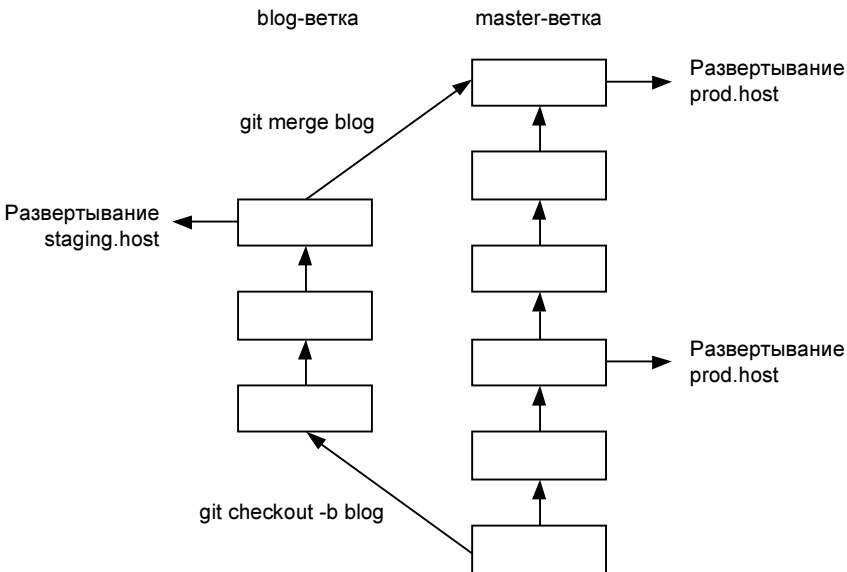 blog-ветка
master-ветка
Развертывание
prod.host
git merge blog
Развертывание
staging.host
Развертывание
prod.host
git checkout -b blog